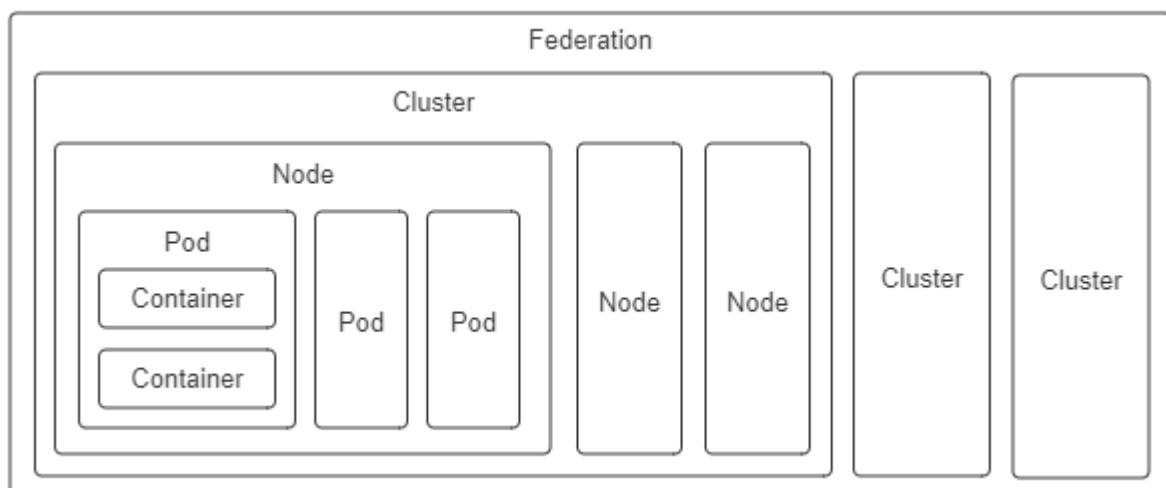 Federation
Cluster
Node
Pod
Container
Container
Pod
Pod
Node
Node
Cluster
Cluster